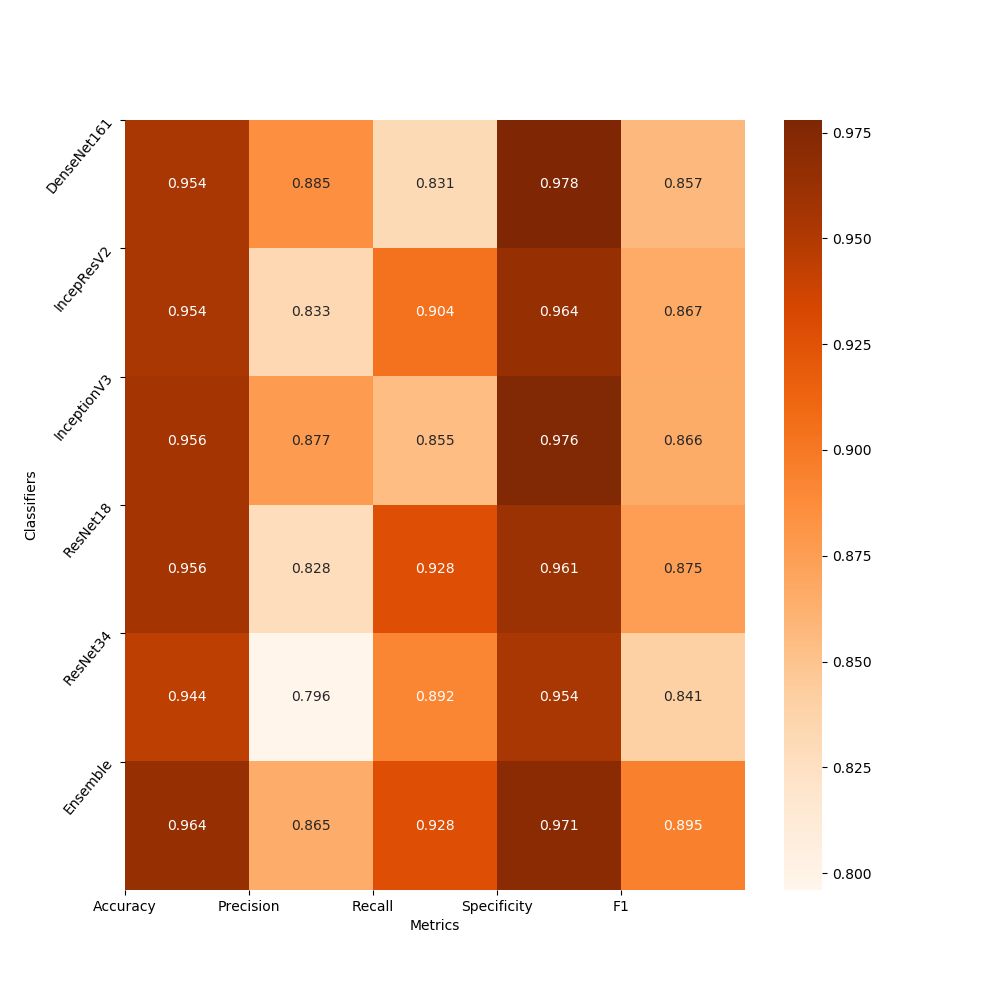 DenseNet161 0.954 0.885 0.831 0.978 0.857
IncepResV2 0.954 0.833 0.904 0.964 0.867
InceptionV3 0.956 0.877 0.855 0.976 0.866
ResNet18 0.956 0.828 0.928 0.961 0.875
ResNet34 0.944 0.796 0.892 0.954 0.841
Ensemble 0.964 0.865 0.928 0.971 0.895
Classifiers
Accuracy Precision Recall Specificity F1
Metrics
0.975
0.950
0.925
0.900
0.875
0.850
0.825
0.800